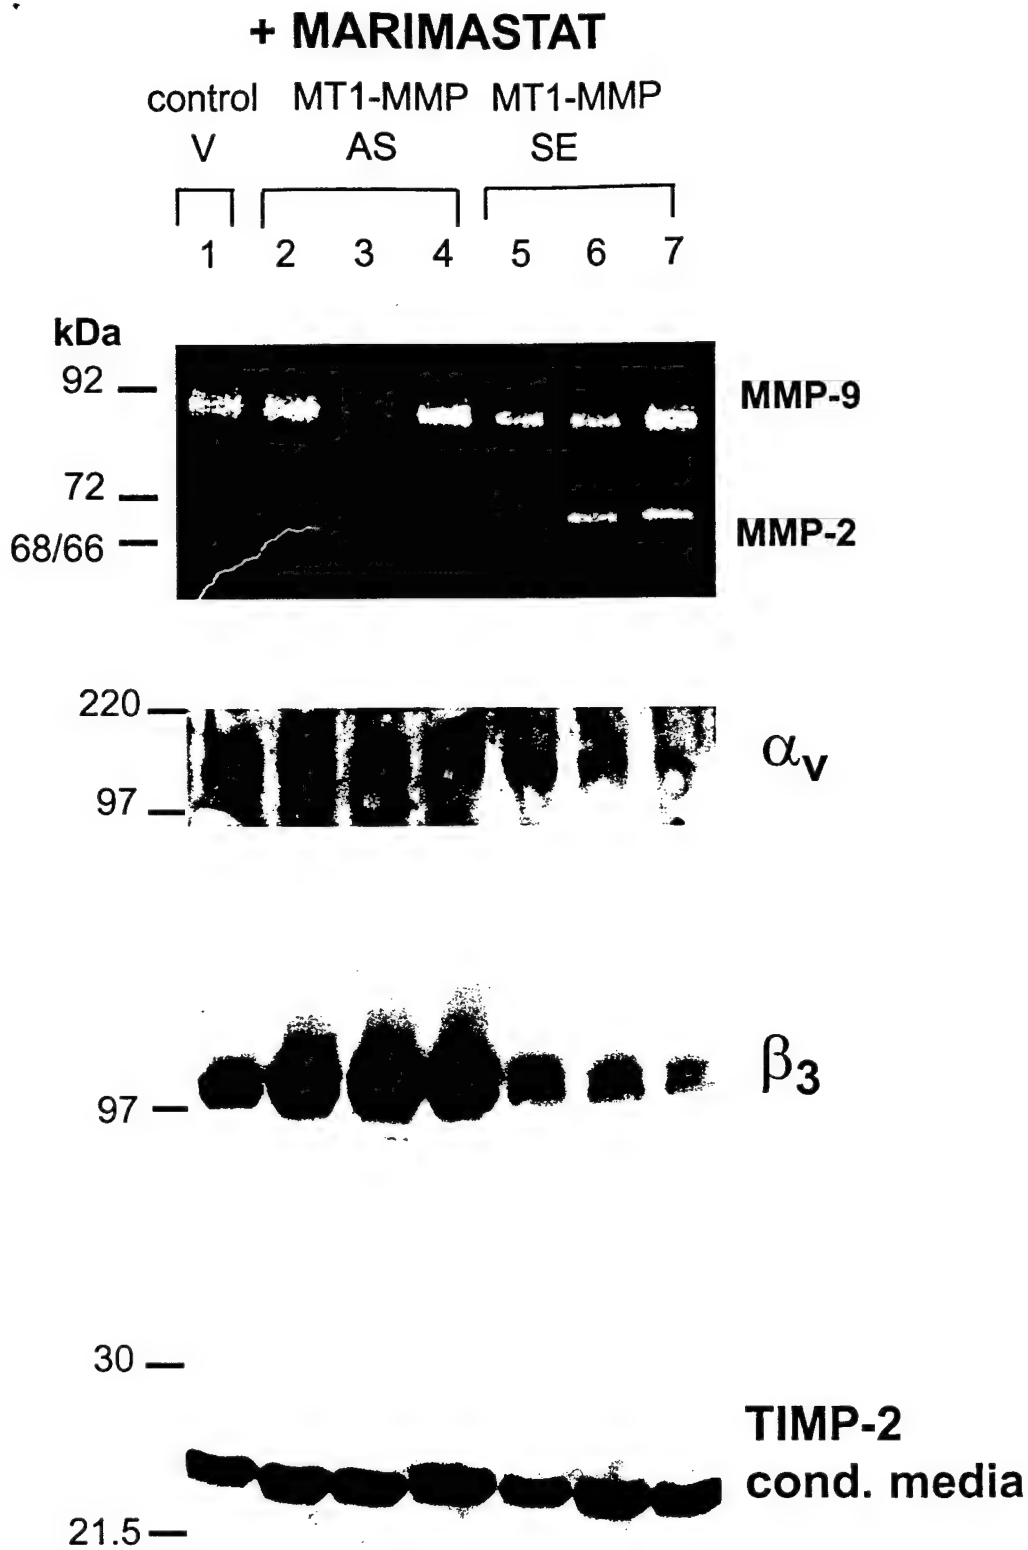 + MARIMASTAT
control MT1-MMP MT1-MMP
V AS SE
1 2 3 4 5 6 7
kDa
92
MMP-9
72
68/66
MMP-2
220
αv
97
β3
97
30
TIMP-2
cond. media
21.5